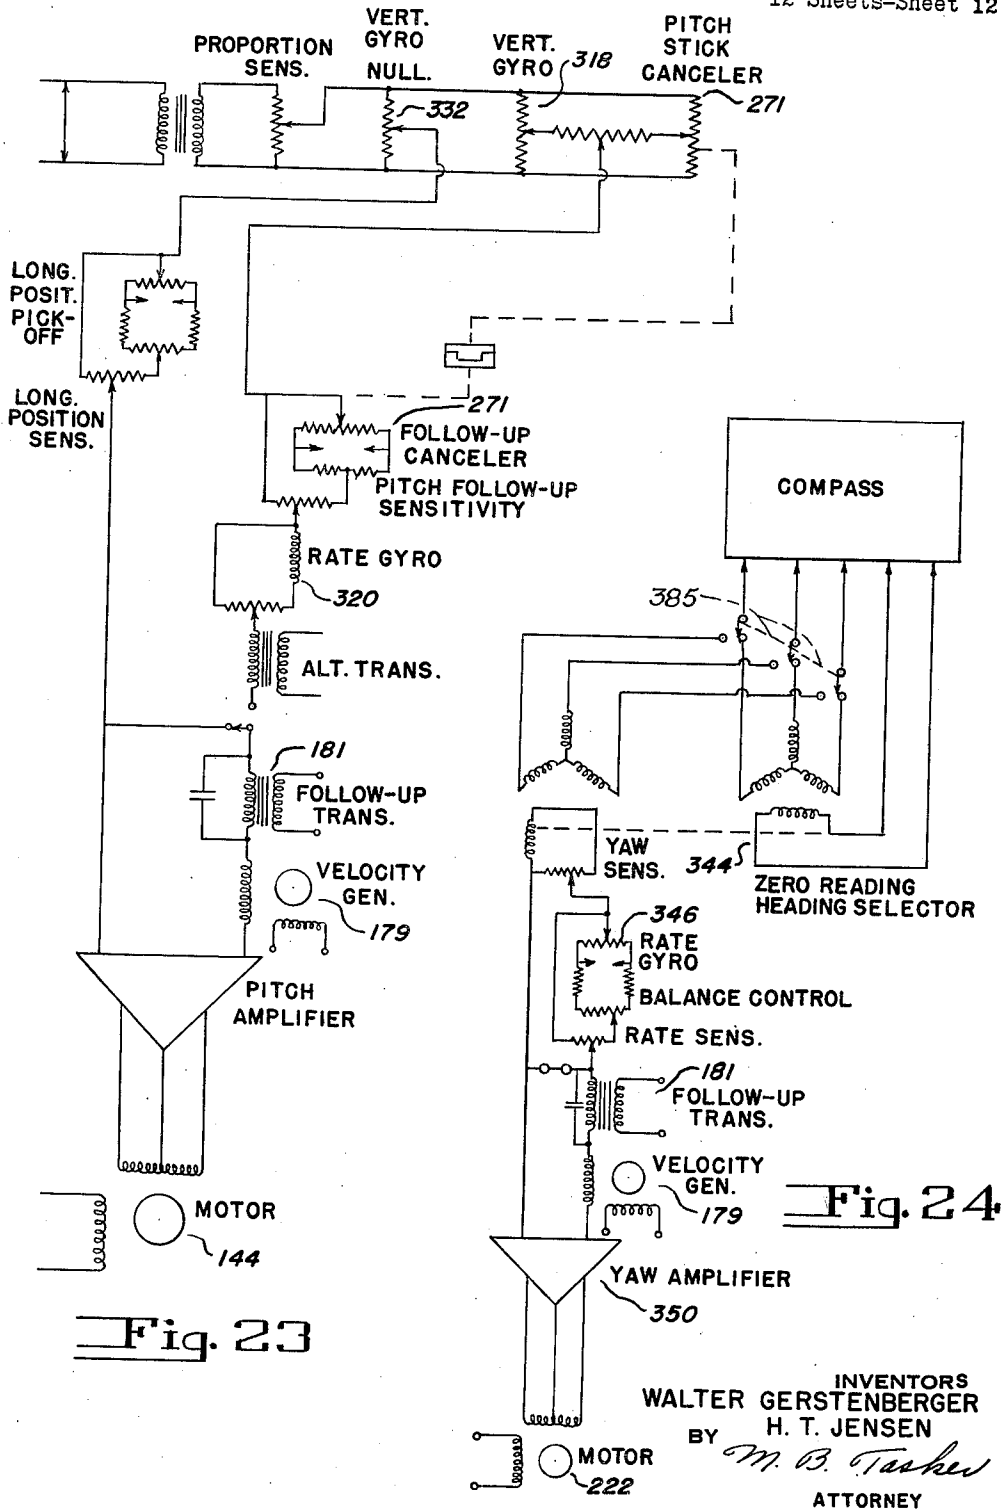 12 Sheets-Sheet 12
PROPORTION
SENS.
VERT.
GYRO
NULL.
332
VERT.
GYRO
318
PITCH
STICK
CANCELER
271
LONG.
POSIT.
PICK-
OFF
LONG.
POSITION
SENS.
271
FOLLOW-UP
CANCELER
PITCH FOLLOW-UP
SENSITIVITY
RATE GYRO
320
ALT. TRANS.
181
FOLLOW-UP
TRANS.
VELOCITY
GEN.
179
PITCH
AMPLIFIER
MOTOR
144
Fig. 23
COMPASS
385
YAW
SENS.
344
ZERO READING
HEADING SELECTOR
346
RATE
GYRO
BALANCE CONTROL
RATE SENS.
181
FOLLOW-UP
TRANS.
VELOCITY
GEN.
179
Fig. 24
YAW AMPLIFIER
350
MOTOR
222
INVENTORS
WALTER GERSTENBERGER
H. T. JENSEN
BY M. B. Tasker
ATTORNEY